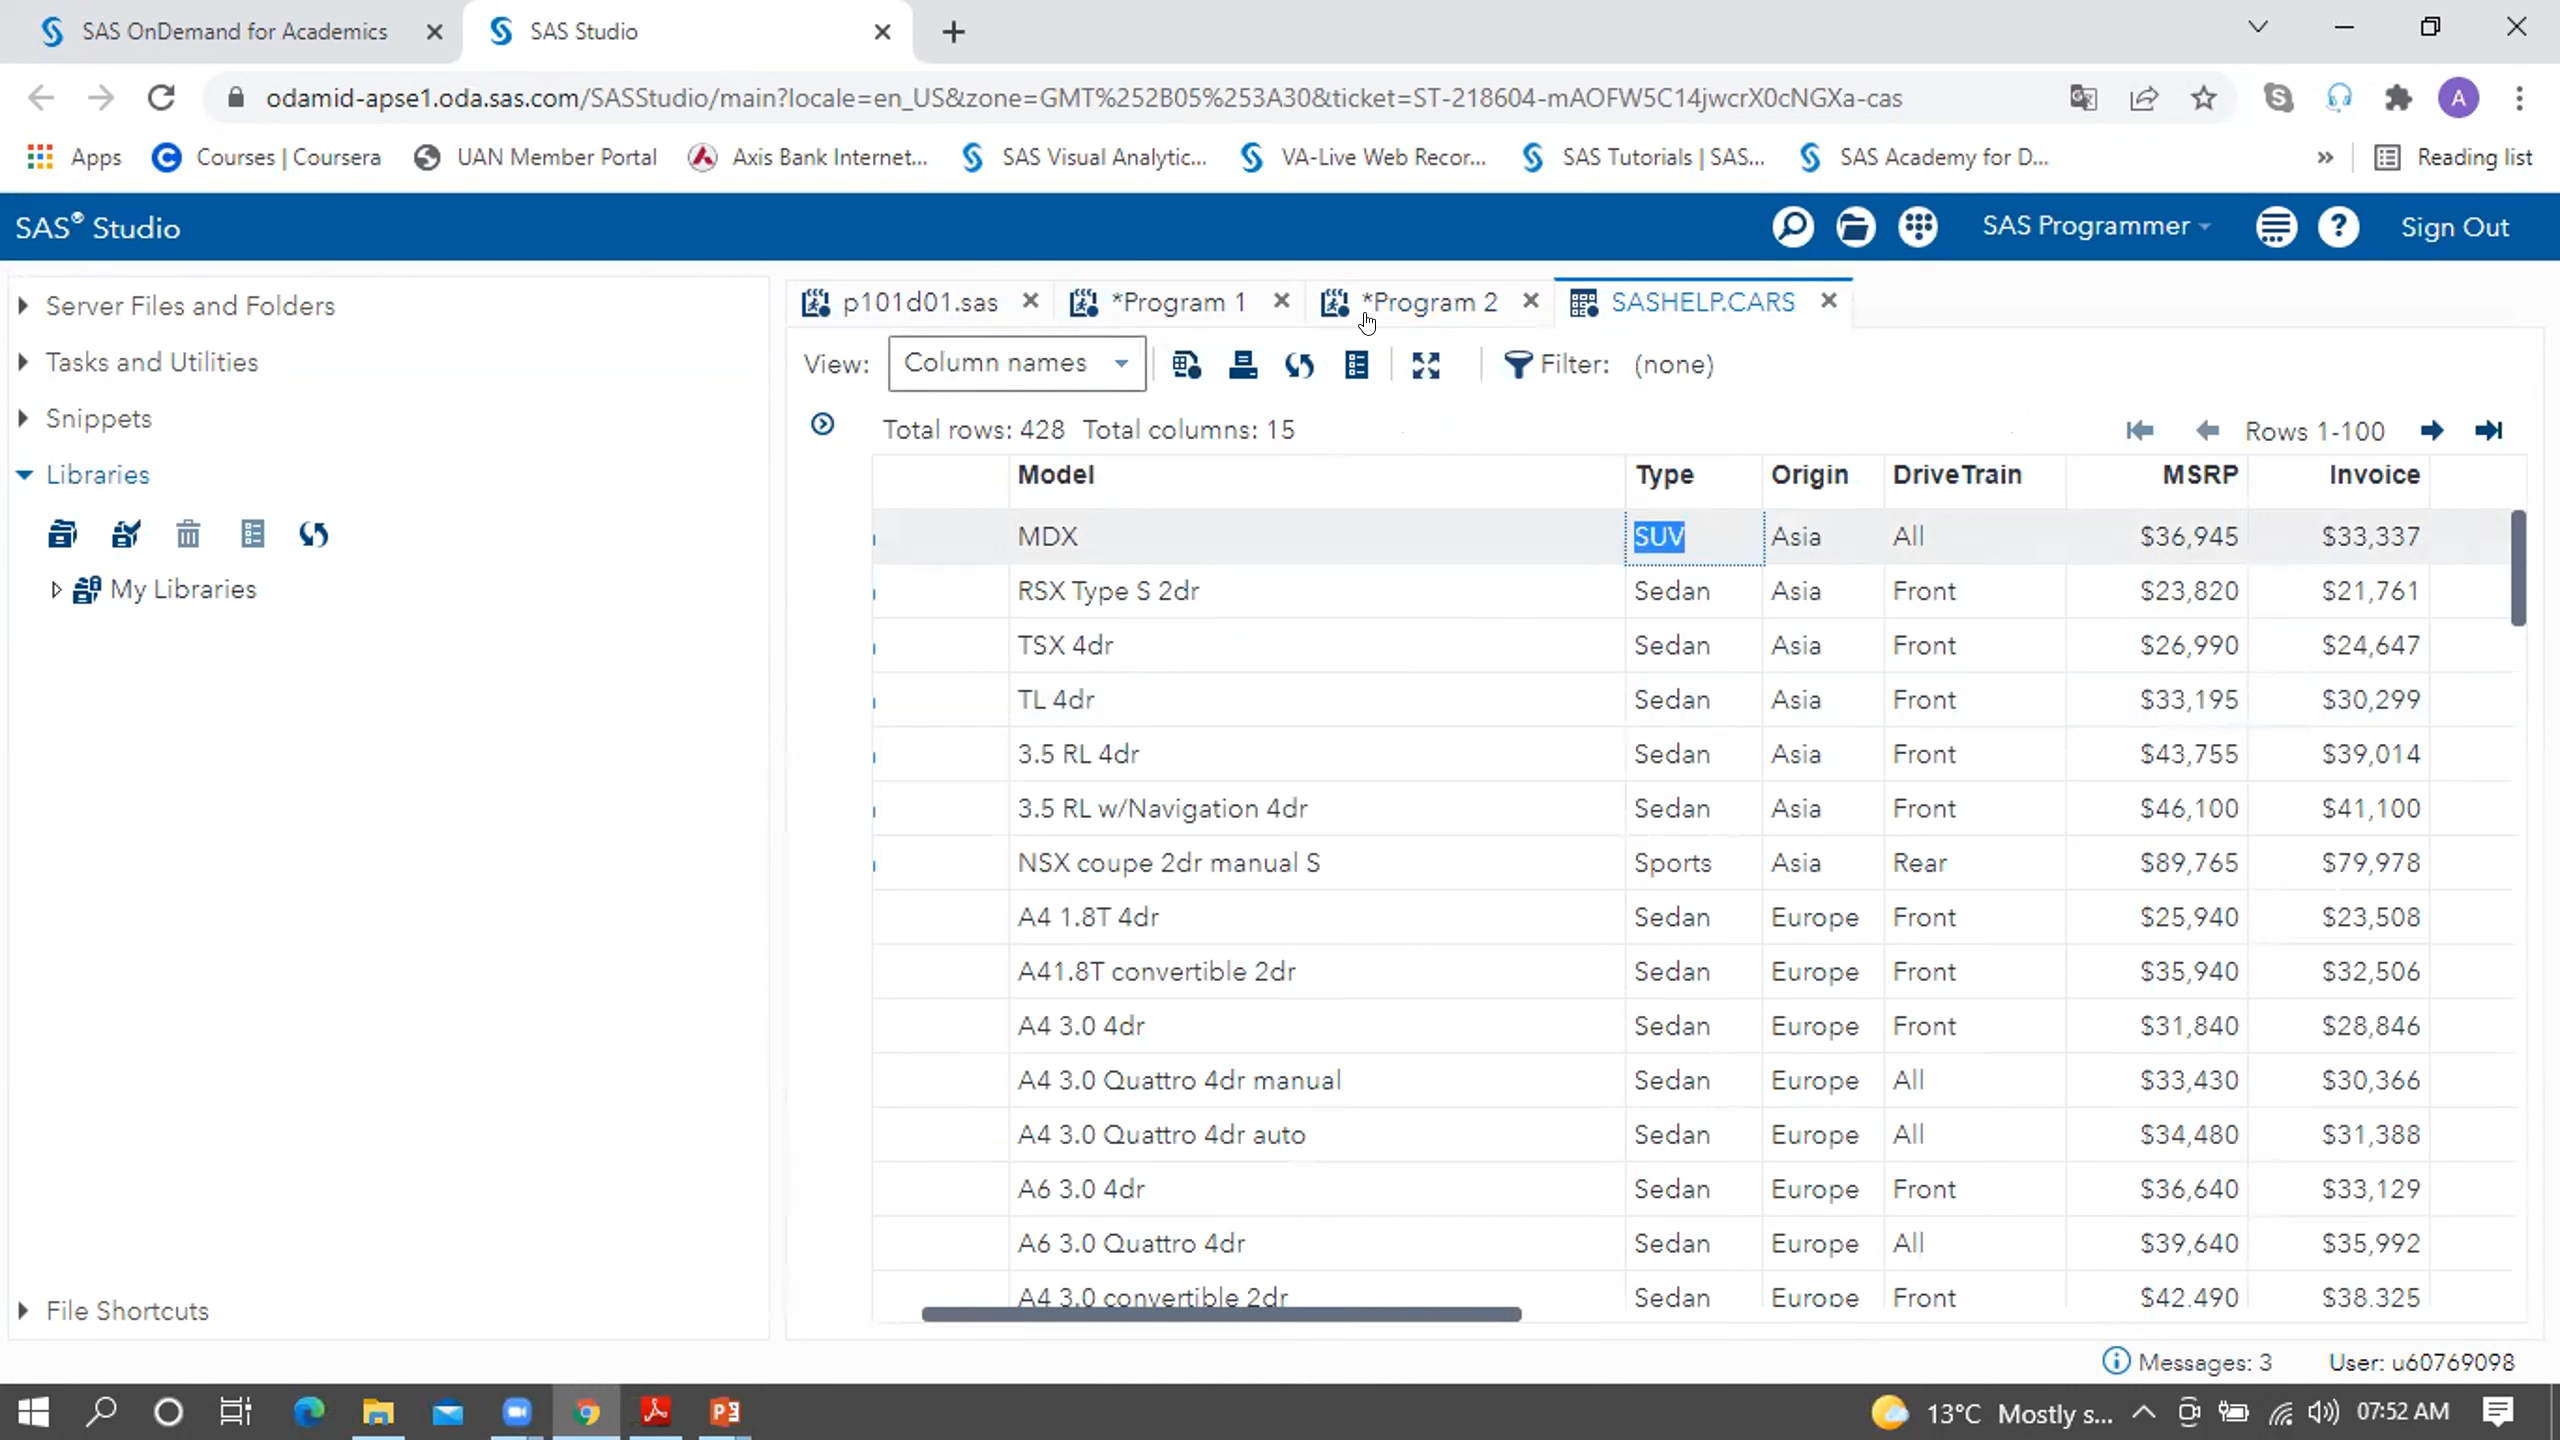 SAS OnDemand for Academics
SAS Studio
odamid-apse1.oda.sas.com/SASStudio/main?locale=en_US&zone=GMT%252B05%253A30&ticket=ST-218604-mAOFW5C14jwcrX0cNGXa-cas
A
Apps
Courses | Coursera
UAN Member Portal
Axis Bank Internet...
SAS Visual Analytic...
VA-Live Web Recor...
SAS Tutorials | SAS...
SAS Academy for D...
Reading list
SAS® Studio
SAS Programmer
Sign Out
Server Files and Folders
Tasks and Utilities
Snippets
Libraries
My Libraries
File Shortcuts
p101d01.sas
*Program 1
*Program 2
SASHELP.CARS
View: Column names
Filter: (none)
Total rows: 428 Total columns: 15
Rows 1-100
Model Type Origin DriveTrain MSRP Invoice
MDX SUV Asia All $36,945 $33,337
RSX Type S 2dr Sedan Asia Front $23,820 $21,761
TSX 4dr Sedan Asia Front $26,990 $24,647
TL 4dr Sedan Asia Front $33,195 $30,299
3.5 RL 4dr Sedan Asia Front $43,755 $39,014
3.5 RL w/Navigation 4dr Sedan Asia Front $46,100 $41,100
NSX coupe 2dr manual S Sports Asia Rear $89,765 $79,978
A4 1.8T 4dr Sedan Europe Front $25,940 $23,508
A41.8T convertible 2dr Sedan Europe Front $35,940 $32,506
A4 3.0 4dr Sedan Europe Front $31,840 $28,846
A4 3.0 Quattro 4dr manual Sedan Europe All $33,430 $30,366
A4 3.0 Quattro 4dr auto Sedan Europe All $34,480 $31,388
A6 3.0 4dr Sedan Europe Front $36,640 $33,129
A6 3.0 Quattro 4dr Sedan Europe All $39,640 $35,992
A4 3.0 convertible 2dr Sedan Europe Front $42,490 $38,325
Messages: 3
User: u60769098
13°C Mostly s...
07:52 AM